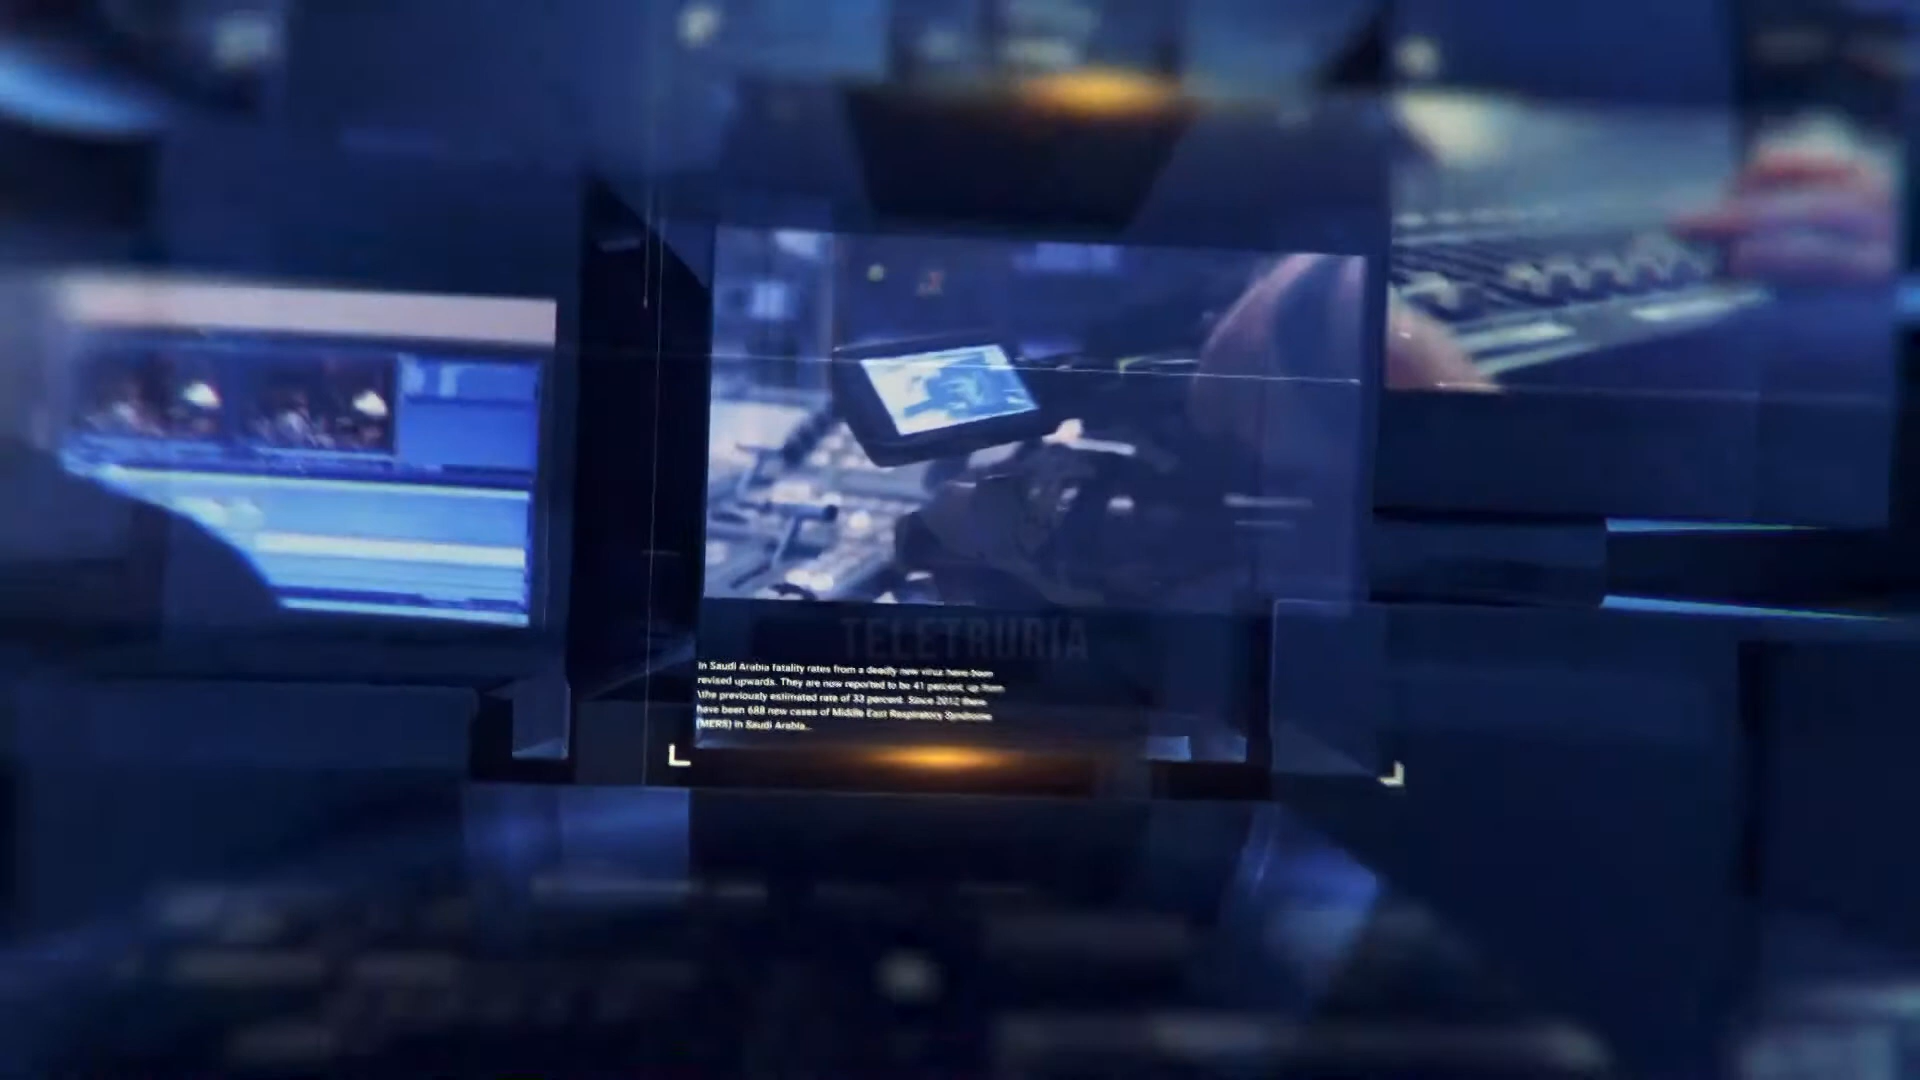 TELETRURIA
In Saudi Arabia fatality rates from a deadly new virus have been
revised upwards. They are now reported to be 41 percent, up from
\the previously estimated rate of 33 percent. Since 2012 there
have been 688 new cases of Middle East Respiratory Syndrome
(MERS) in Saudi Arabia...